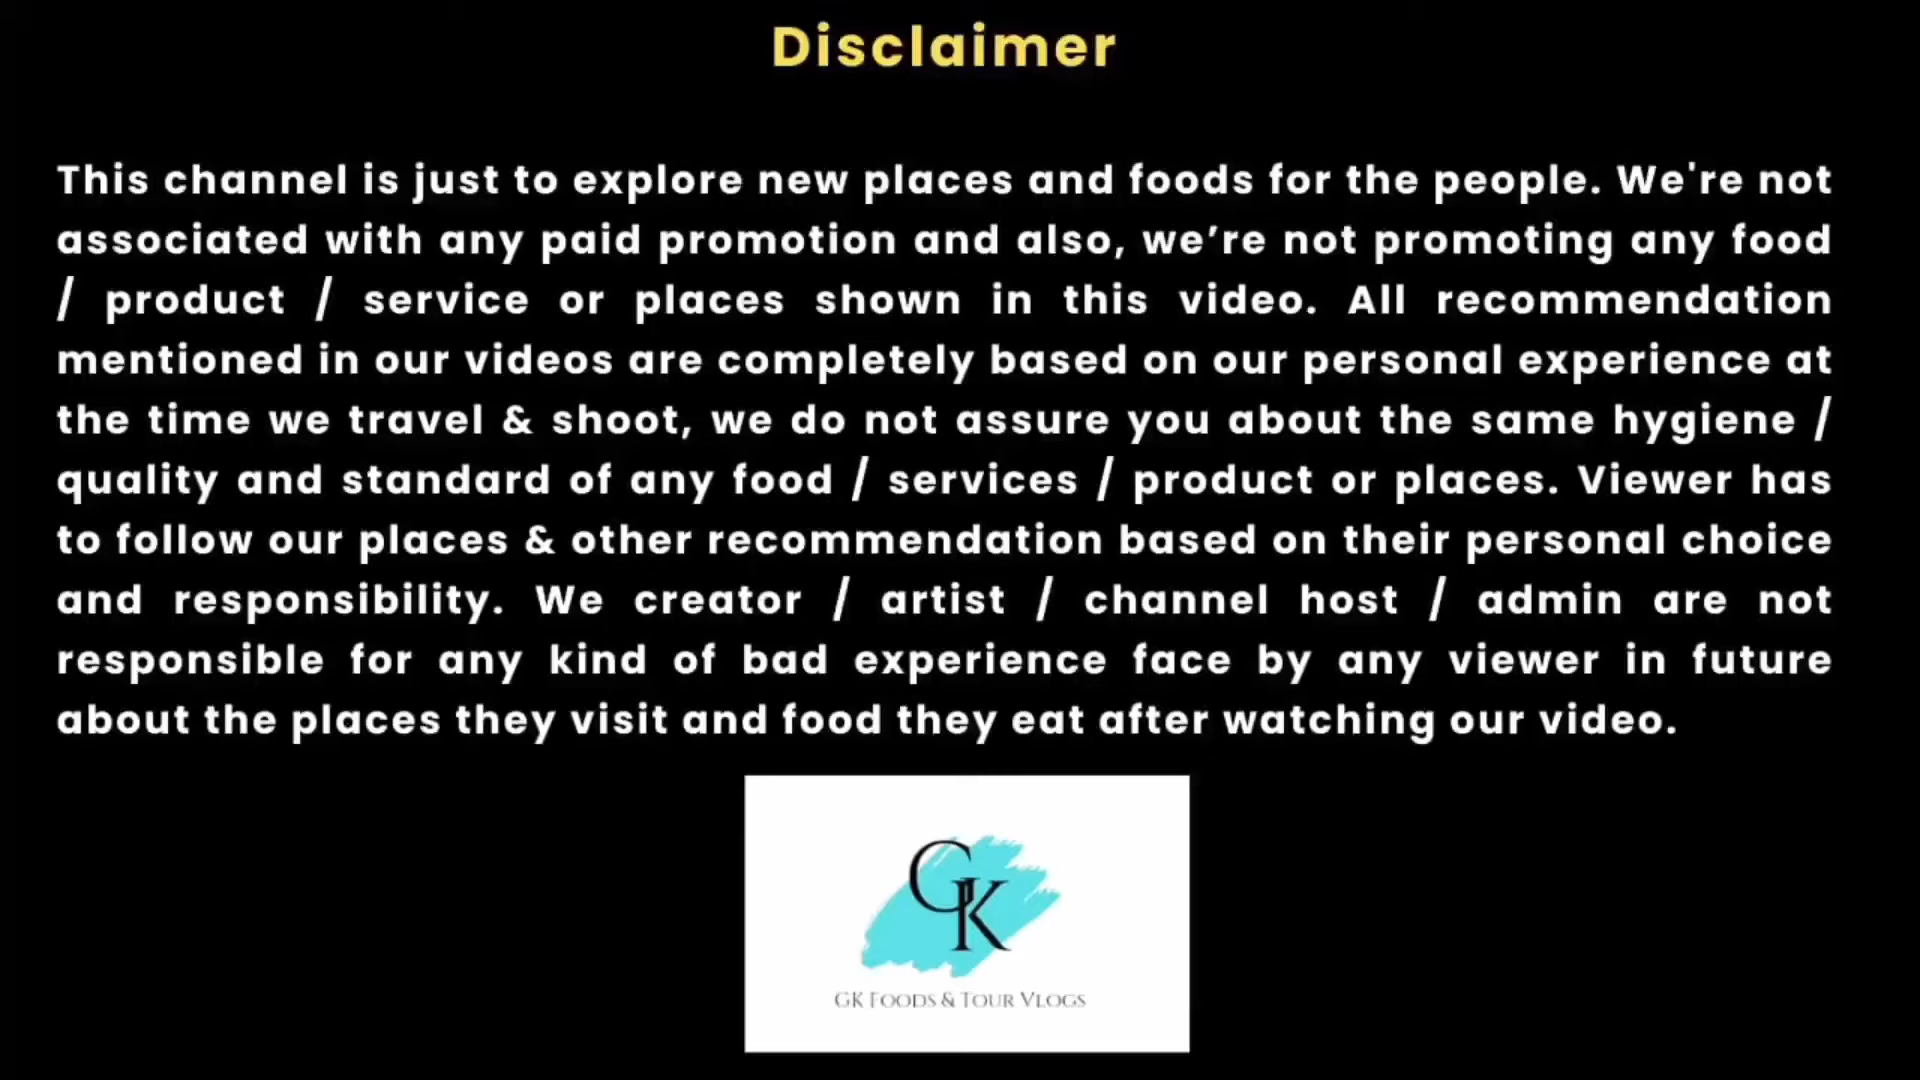 Disclaimer
This channel is just to explore new places and foods for the people. We're not
associated with any paid promotion and also, we’re not promoting any food
/ product / service or places shown in this video. All recommendation
mentioned in our videos are completely based on our personal experience at
the time we travel & shoot, we do not assure you about the same hygiene /
quality and standard of any food / services / product or places. Viewer has
to follow our places & other recommendation based on their personal choice
and responsibility. We creator / artist / channel host / admin are not
responsible for any kind of bad experience face by any viewer in future
about the places they visit and food they eat after watching our video.
GK
GK FOODS & TOUR VLOGS